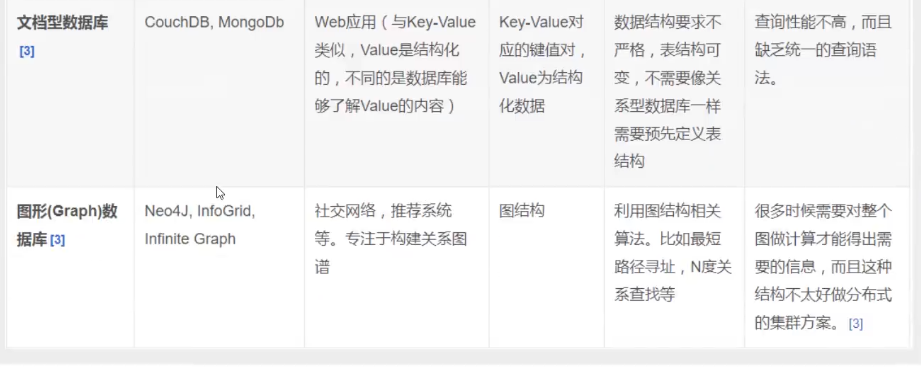 文档型数据库
[3]
CouchDB, MongoDb
Web应用（与Key-Value
类似，Value是结构化
的，不同的是数据库能
够了解Value的内容）
Key-Value对
应的键值对，
Value为结构
化数据
数据结构要求不
严格，表结构可
变，不需要像关
系型数据库一样
需要预先定义表
结构
查询性能不高，而且
缺乏统一的查询语
法。
图形(Graph)数
据库[3]
Neo4J, InfoGrid,
Infinite Graph
社交网络，推荐系统
等。专注于构建关系图
谱
图结构
利用图结构相关
算法。比如最短
路径寻址，N度关
系查找等
很多时候需要对整个
图做计算才能得出需
要的信息，而且这种
结构不太好做分布式
的集群方案。[3]